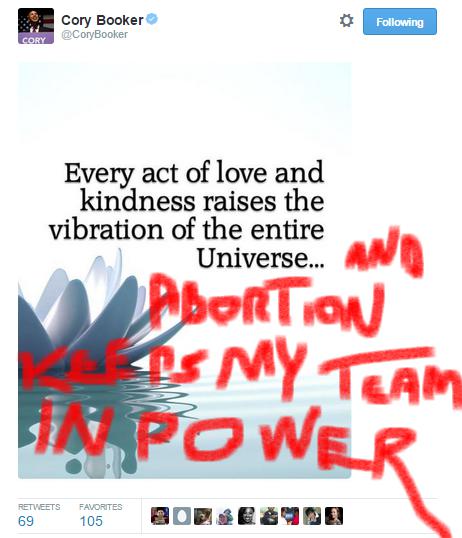 Cory Booker
@CoryBooker
Following
CORY
Every act of love and
kindness raises the
vibration of the entire
Universe...
AND
ABORTION
KEEPS MY TEAM
IN POWER
RETWEETS FAVORITES
69 105